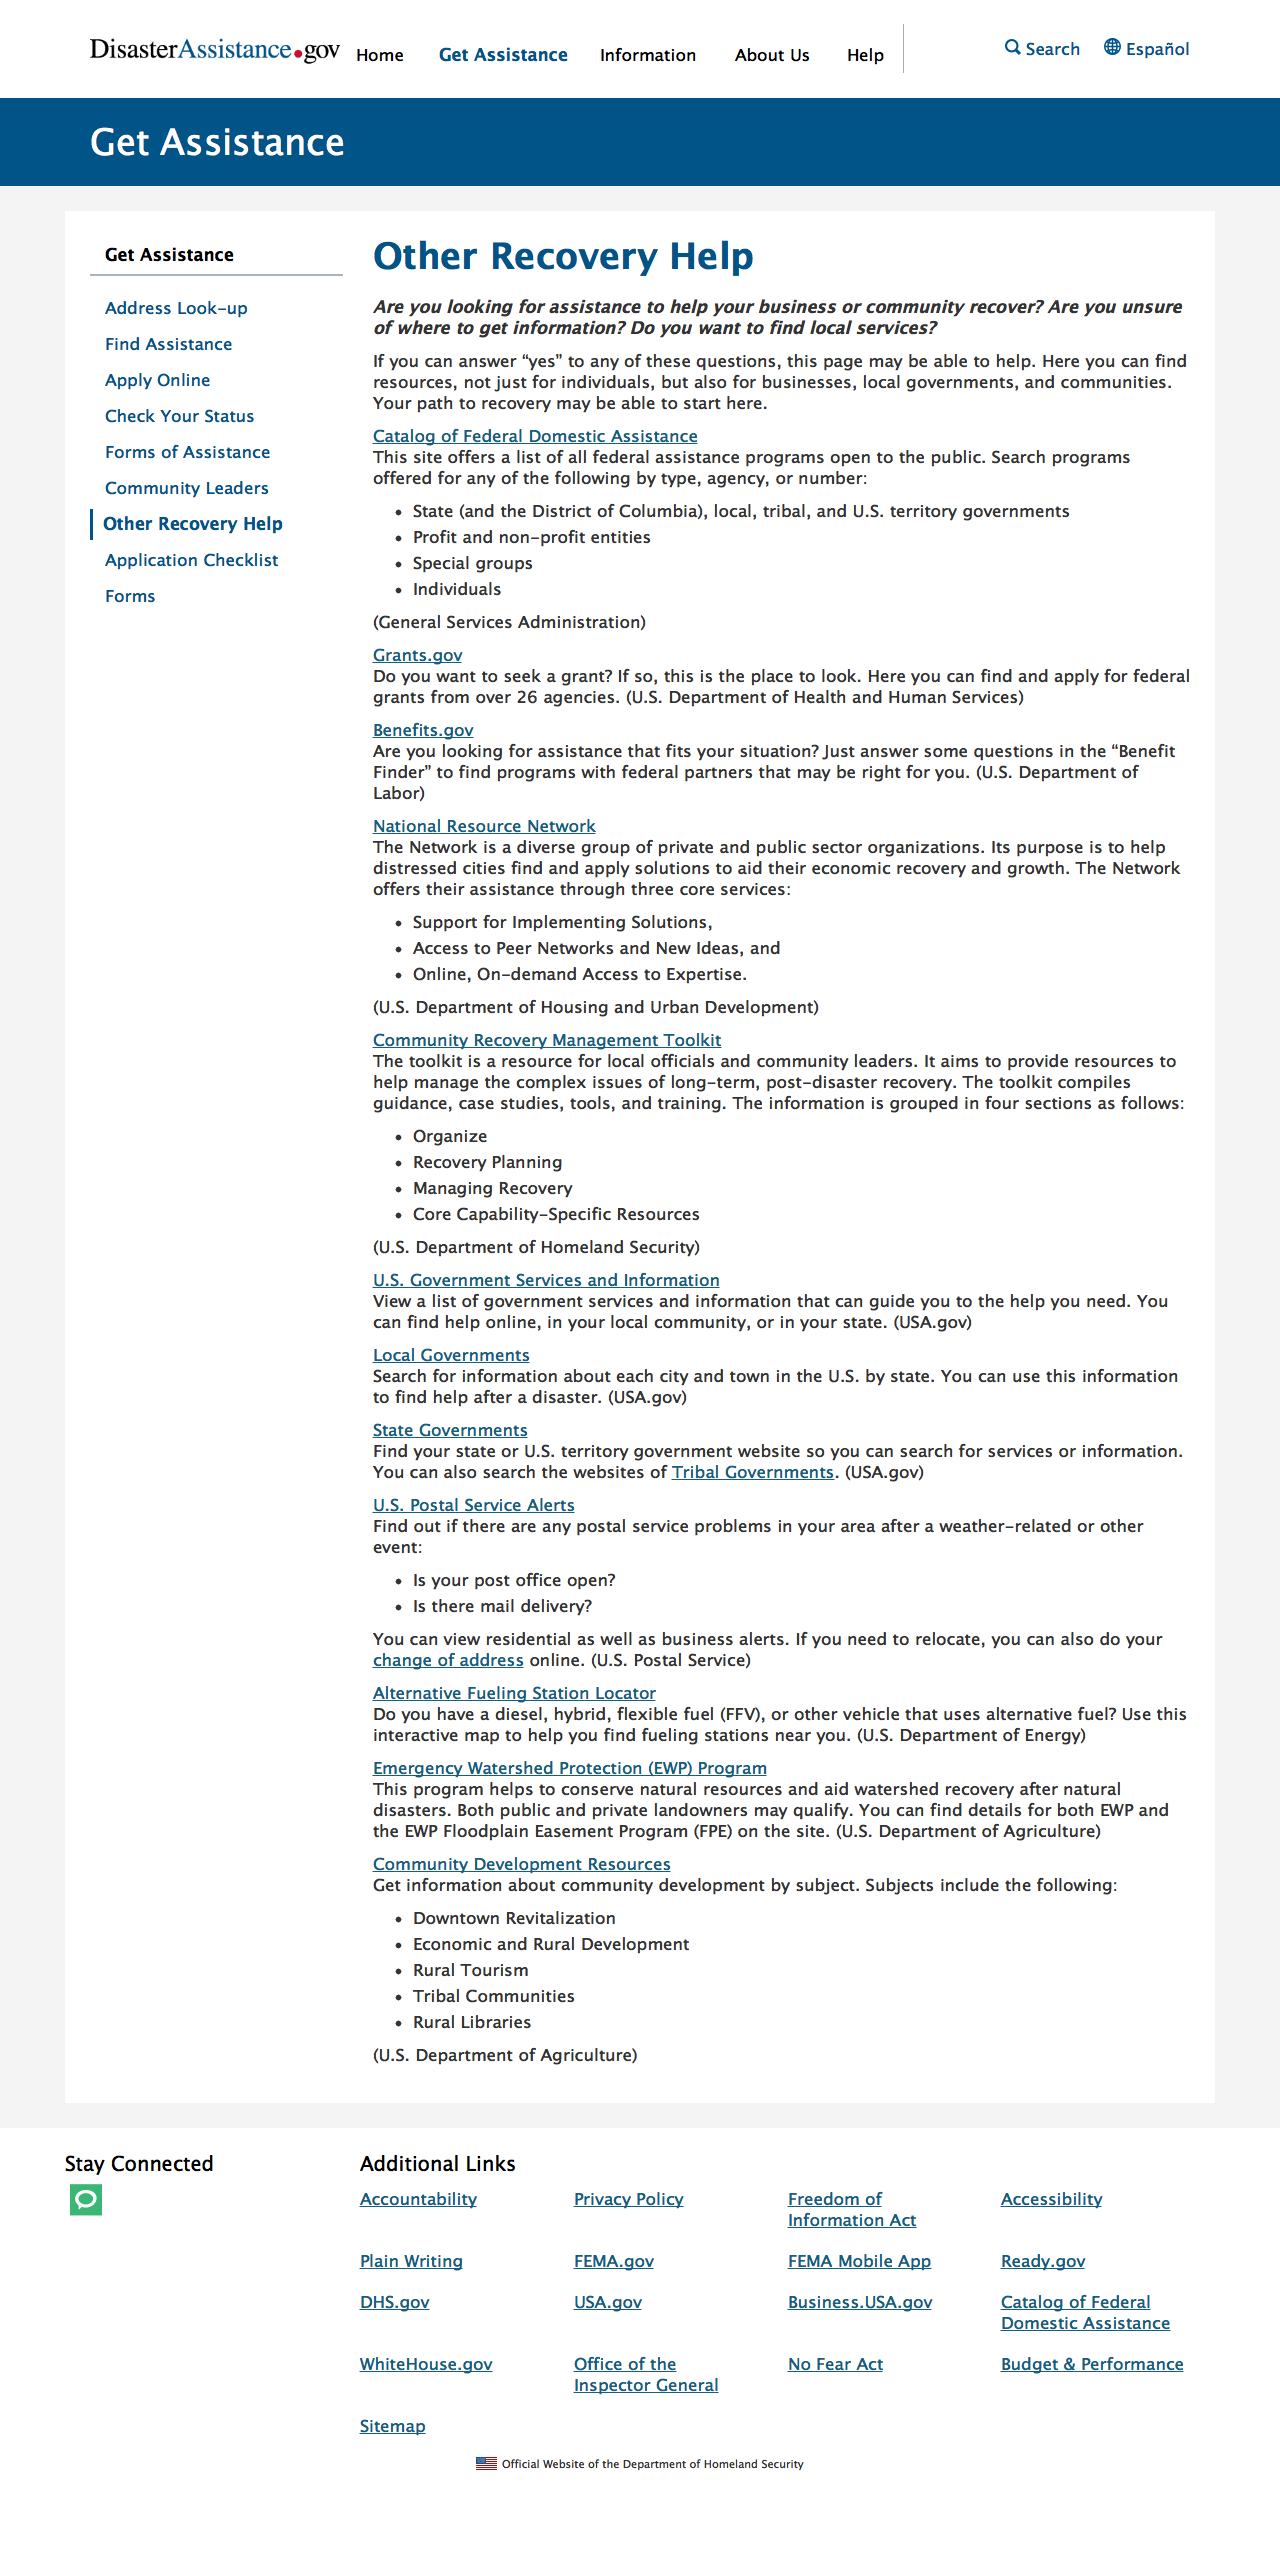 DisasterAssistance.gov Home Get Assistance Information About Us Help Search Español
Get Assistance
Get Assistance
Address Look-up
Find Assistance
Apply Online
Check Your Status
Forms of Assistance
Community Leaders
Other Recovery Help
Application Checklist
Forms
Other Recovery Help
Are you looking for assistance to help your business or community recover? Are you unsure
of where to get information? Do you want to find local services?
If you can answer “yes” to any of these questions, this page may be able to help. Here you can find
resources, not just for individuals, but also for businesses, local governments, and communities.
Your path to recovery may be able to start here.
Catalog of Federal Domestic Assistance
This site offers a list of all federal assistance programs open to the public. Search programs
offered for any of the following by type, agency, or number:
• State (and the District of Columbia), local, tribal, and U.S. territory governments
• Profit and non-profit entities
• Special groups
• Individuals
(General Services Administration)
Grants.gov
Do you want to seek a grant? If so, this is the place to look. Here you can find and apply for federal
grants from over 26 agencies. (U.S. Department of Health and Human Services)
Benefits.gov
Are you looking for assistance that fits your situation? Just answer some questions in the “Benefit
Finder” to find programs with federal partners that may be right for you. (U.S. Department of
Labor)
National Resource Network
The Network is a diverse group of private and public sector organizations. Its purpose is to help
distressed cities find and apply solutions to aid their economic recovery and growth. The Network
offers their assistance through three core services:
• Support for Implementing Solutions,
• Access to Peer Networks and New Ideas, and
• Online, On-demand Access to Expertise.
(U.S. Department of Housing and Urban Development)
Community Recovery Management Toolkit
The toolkit is a resource for local officials and community leaders. It aims to provide resources to
help manage the complex issues of long-term, post-disaster recovery. The toolkit compiles
guidance, case studies, tools, and training. The information is grouped in four sections as follows:
• Organize
• Recovery Planning
• Managing Recovery
• Core Capability-Specific Resources
(U.S. Department of Homeland Security)
U.S. Government Services and Information
View a list of government services and information that can guide you to the help you need. You
can find help online, in your local community, or in your state. (USA.gov)
Local Governments
Search for information about each city and town in the U.S. by state. You can use this information
to find help after a disaster. (USA.gov)
State Governments
Find your state or U.S. territory government website so you can search for services or information.
You can also search the websites of Tribal Governments. (USA.gov)
U.S. Postal Service Alerts
Find out if there are any postal service problems in your area after a weather-related or other
event:
• Is your post office open?
• Is there mail delivery?
You can view residential as well as business alerts. If you need to relocate, you can also do your
change of address online. (U.S. Postal Service)
Alternative Fueling Station Locator
Do you have a diesel, hybrid, flexible fuel (FFV), or other vehicle that uses alternative fuel? Use this
interactive map to help you find fueling stations near you. (U.S. Department of Energy)
Emergency Watershed Protection (EWP) Program
This program helps to conserve natural resources and aid watershed recovery after natural
disasters. Both public and private landowners may qualify. You can find details for both EWP and
the EWP Floodplain Easement Program (FPE) on the site. (U.S. Department of Agriculture)
Community Development Resources
Get information about community development by subject. Subjects include the following:
• Downtown Revitalization
• Economic and Rural Development
• Rural Tourism
• Tribal Communities
• Rural Libraries
(U.S. Department of Agriculture)
Stay Connected
Additional Links
Accountability Privacy Policy Freedom of Accessibility
Information Act
Plain Writing FEMA.gov FEMA Mobile App Ready.gov
DHS.gov USA.gov Business.USA.gov Catalog of Federal
Domestic Assistance
WhiteHouse.gov Office of the No Fear Act Budget & Performance
Inspector General
Sitemap
Official Website of the Department of Homeland Security